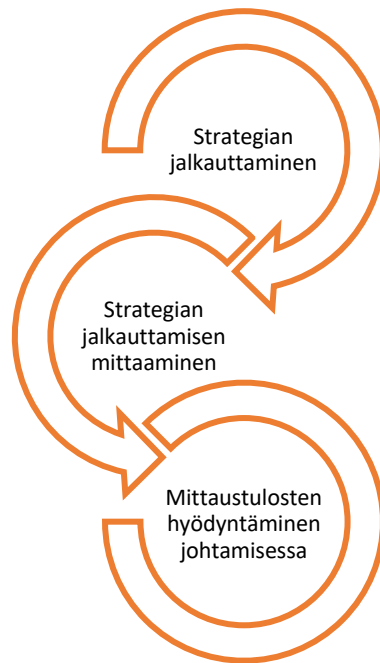 Strategian
jalkauttaminen
Strategian
jalkauttamisen
mittaaminen
Mittaustulosten
hyödyntäminen
johtamisessa